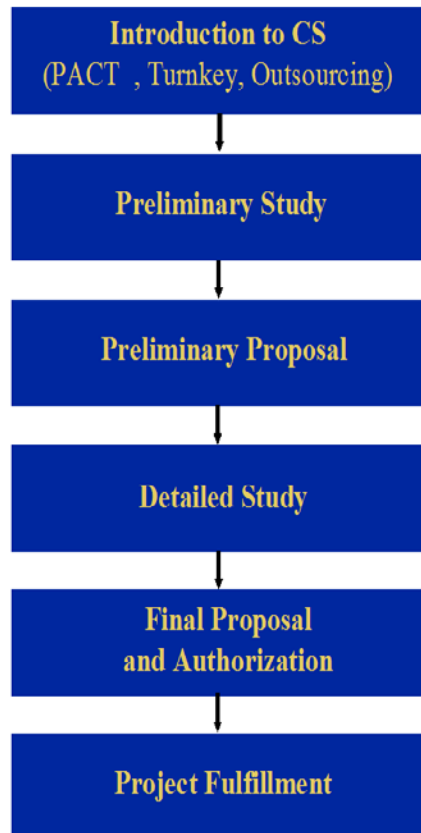 Introduction to CS
(PACT , Turnkey, Outsourcing)
Preliminary Study
Preliminary Proposal
Detailed Study
Final Proposal
and Authorization
Project Fulfillment